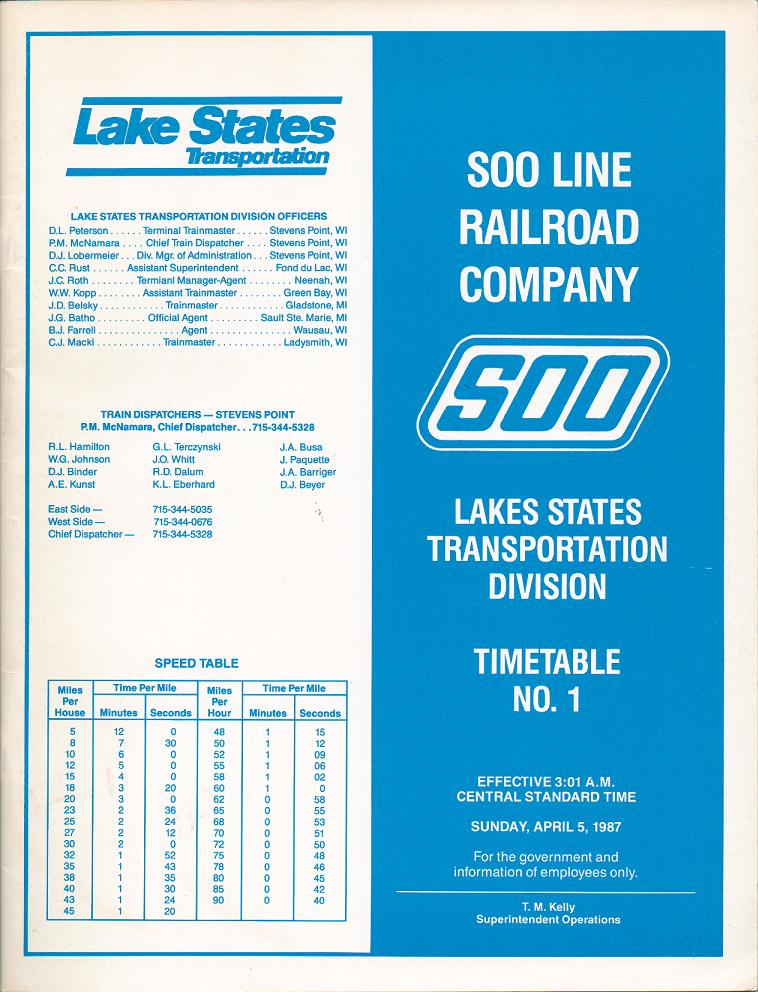 Lake States
Transportation
LAKE STATES TRANSPORTATION DIVISION OFFICERS
D.L. Peterson . . . . . . Terminal Trainmaster . . . . . . Stevens Point, WI
P.M. McNamara . . . . Chief Train Dispatcher . . . . Stevens Point, WI
D.J. Lobermeier . . . Div. Mgr. of Administration . . . Stevens Point, WI
C.C. Rust . . . . . . Assistant Superintendent . . . . . . Fond du Lac, WI
J.C. Roth . . . . . . . Termianl Manager-Agent . . . . . . . . Neenah, WI
W.W. Kopp . . . . . . . . Assistant Trainmaster . . . . . . . Green Bay, WI
J.D. Belsky . . . . . . . . . . . . Trainmaster . . . . . . . . . . . Gladstone, MI
J.G. Batho . . . . . . . . . Official Agent . . . . . . . . . Sault Ste. Marie, MI
B.J. Farrell . . . . . . . . . . . . . . . Agent . . . . . . . . . . . . . . . Wausau, WI
C.J. Macki . . . . . . . . . . . . Trainmaster . . . . . . . . . . . Ladysmith, WI
TRAIN DISPATCHERS — STEVENS POINT
P.M. McNamara, Chief Dispatcher. . .715-344-5328
R.L. Hamilton G.L. Terczynski J.A. Busa
W.G. Johnson J.O. Whitt J. Paquette
D.J. Binder R.D. Dalum J.A. Barriger
A.E. Kunst K.L. Eberhard D.J. Beyer
East Side — 715-344-5035
West Side — 715-344-0676
Chief Dispatcher — 715-344-5328
SPEED TABLE
Miles Per House Time Per Mile Minutes Seconds Miles Per Hour Time Per Mile Minutes Seconds
5 12 0 48 1 15
8 7 30 50 1 12
10 6 0 52 1 09
12 5 0 55 1 06
15 4 0 58 1 02
18 3 20 60 1 0
20 3 0 62 0 58
23 2 36 65 0 55
25 2 24 68 0 53
27 2 12 70 0 51
30 2 0 72 0 50
32 1 52 75 0 48
35 1 43 78 0 46
38 1 35 80 0 45
40 1 30 85 0 42
43 1 24 90 0 40
45 1 20
SOO LINE
RAILROAD
COMPANY
SOO
LAKES STATES
TRANSPORTATION
DIVISION
TIMETABLE
NO. 1
EFFECTIVE 3:01 A.M.
CENTRAL STANDARD TIME
SUNDAY, APRIL 5, 1987
For the government and
information of employees only.
T. M. Kelly
Superintendent Operations